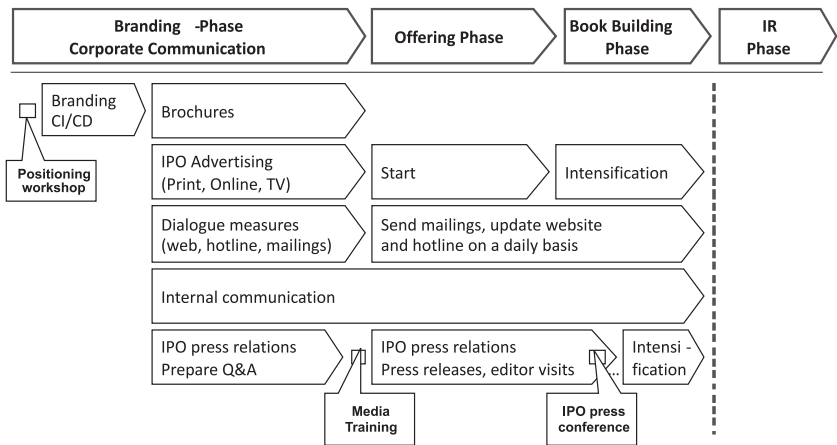 Branding -Phase
Corporate Communication
Offering Phase
Book Building
Phase
IR
Phase
Branding
CI/CD
Brochures
Positioning
workshop
IPO Advertising
(Print, Online, TV)
Start
Intensification
Dialogue measures
(web, hotline, mailings)
Send mailings, update website
and hotline on a daily basis
Internal communication
IPO press relations
Prepare Q&A
IPO press relations
Press releases, editor visits
...
Intensi -
fication
Media
Training
IPO press
conference